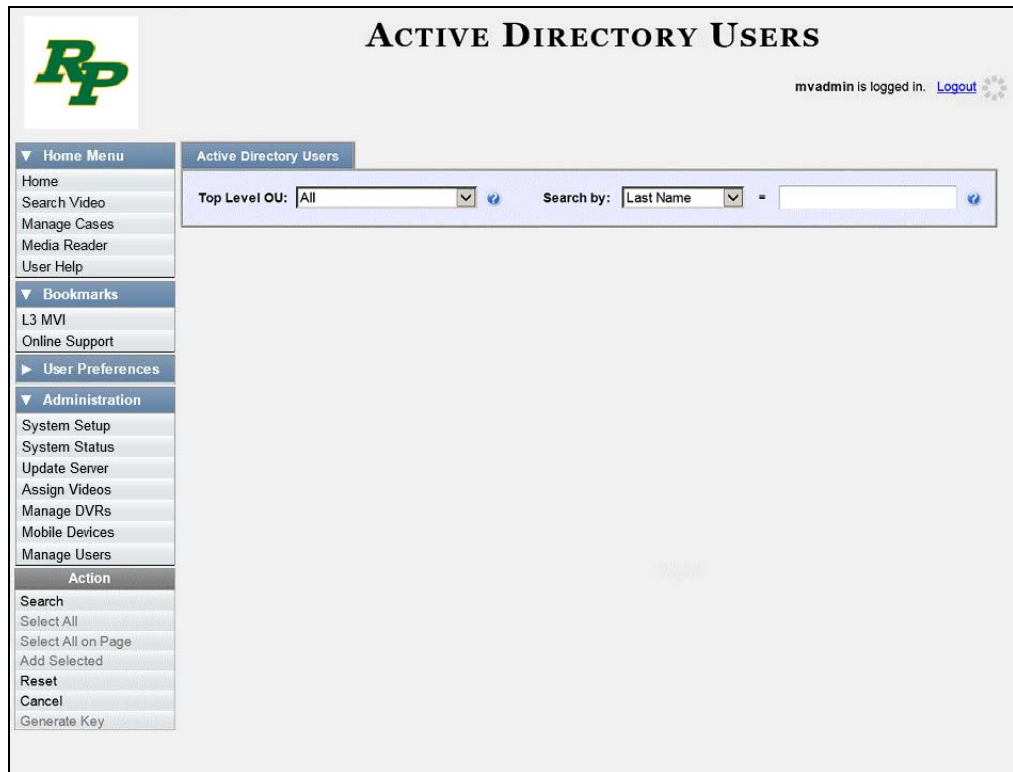 RP
ACTIVE DIRECTORY USERS
mvadmin is logged in. Logout
▼ Home Menu
Home
Search Video
Manage Cases
Media Reader
User Help
▼ Bookmarks
L3 MVI
Online Support
► User Preferences
▼ Administration
System Setup
System Status
Update Server
Assign Videos
Manage DVRs
Mobile Devices
Manage Users
Action
Search
Select All
Select All on Page
Add Selected
Reset
Cancel
Generate Key
Active Directory Users
Top Level OU: All ? Search by: Last Name = ?